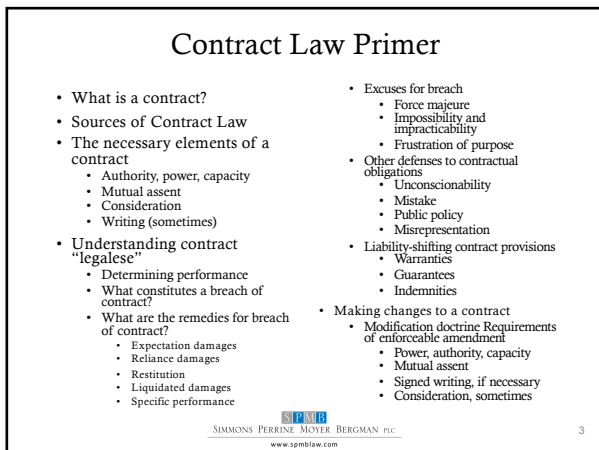 Contract Law Primer
• What is a contract?
• Sources of Contract Law
• The necessary elements of a
contract
• Authority, power, capacity
• Mutual assent
• Consideration
• Writing (sometimes)
• Understanding contract
“legalese”
• Determining performance
• What constitutes a breach of
contract?
• What are the remedies for breach
of contract?
• Expectation damages
• Reliance damages
• Restitution
• Liquidated damages
• Specific performance
• Excuses for breach
• Force majeure
• Impossibility and
impracticability
• Frustration of purpose
• Other defenses to contractual
obligations
• Unconscionability
• Mistake
• Public policy
• Misrepresentation
• Liability-shifting contract provisions
• Warranties
• Guarantees
• Indemnities
• Making changes to a contract
• Modification doctrine Requirements
of enforceable amendment
• Power, authority, capacity
• Mutual assent
• Signed writing, if necessary
• Consideration, sometimes
SPMB
SIMMONS PERRINE MOYER BERGMAN PLC
www.spmblaw.com
3